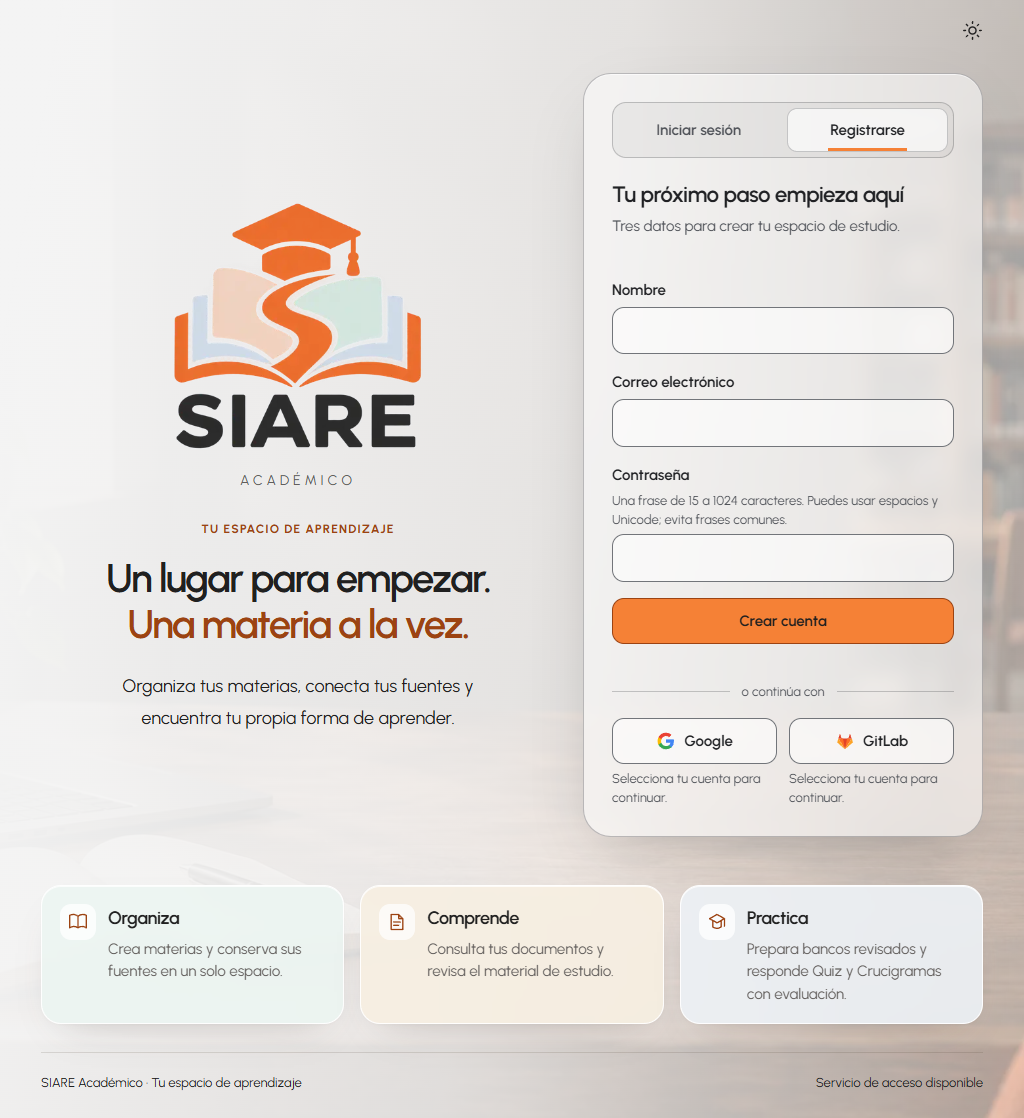 SIARE
ACADÉMICO
TU ESPACIO DE APRENDIZAJE
Un lugar para empezar.
Una materia a la vez.
Organiza tus materias, conecta tus fuentes y
encuentra tu propia forma de aprender.
Iniciar sesión
Registrarse
Tu próximo paso empieza aquí
Tres datos para crear tu espacio de estudio.
Nombre
Correo electrónico
Contraseña
Una frase de 15 a 1024 caracteres. Puedes usar espacios y
Unicode; evita frases comunes.
Crear cuenta
o continúa con
Google
GitLab
Selecciona tu cuenta para
continuar.
Selecciona tu cuenta para
continuar.
Organiza
Crea materias y conserva sus
fuentes en un solo espacio.
Comprende
Consulta tus documentos y
revisa el material de estudio.
Practica
Prepara bancos revisados y
responde Quiz y Crucigramas
con evaluación.
SIARE Académico · Tu espacio de aprendizaje
Servicio de acceso disponible